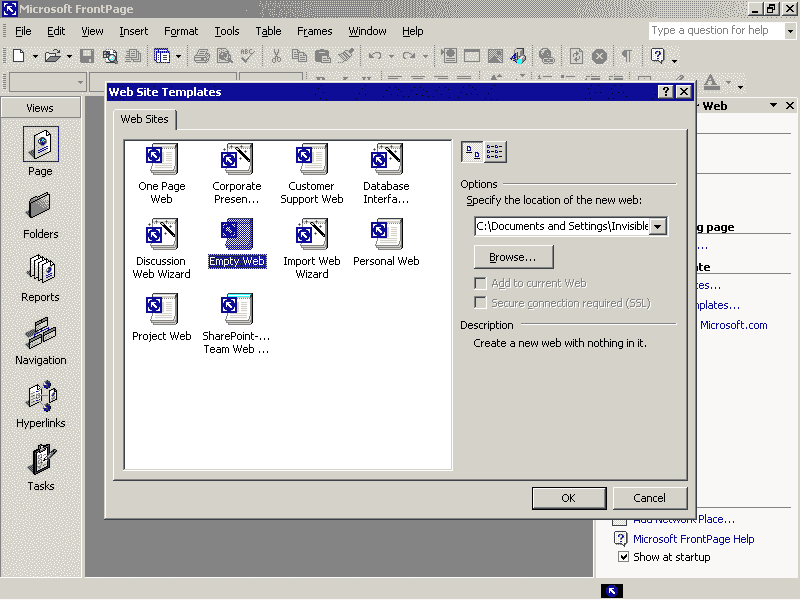 Microsoft FrontPage
File Edit View Insert Format Tools Table Frames Window Help
Type a question for help
Views
Page
Folders
Reports
Navigation
Hyperlinks
Tasks
Web Site Templates
Web Sites
One Page
Web
Corporate
Presen...
Customer
Support Web
Database
Interfa...
Discussion
Web Wizard
Empty Web
Import Web
Wizard
Personal Web
Project Web
SharePoint-...
Team Web ...
Options
Specify the location of the new web:
C:\Documents and Settings\Invisible
Browse...
Add to current Web
Secure connection required (SSL)
Description
Create a new web with nothing in it.
OK Cancel
Web
g page
...
te
es...
nplates...
Microsoft.com
Add Network Place...
Microsoft FrontPage Help
Show at startup